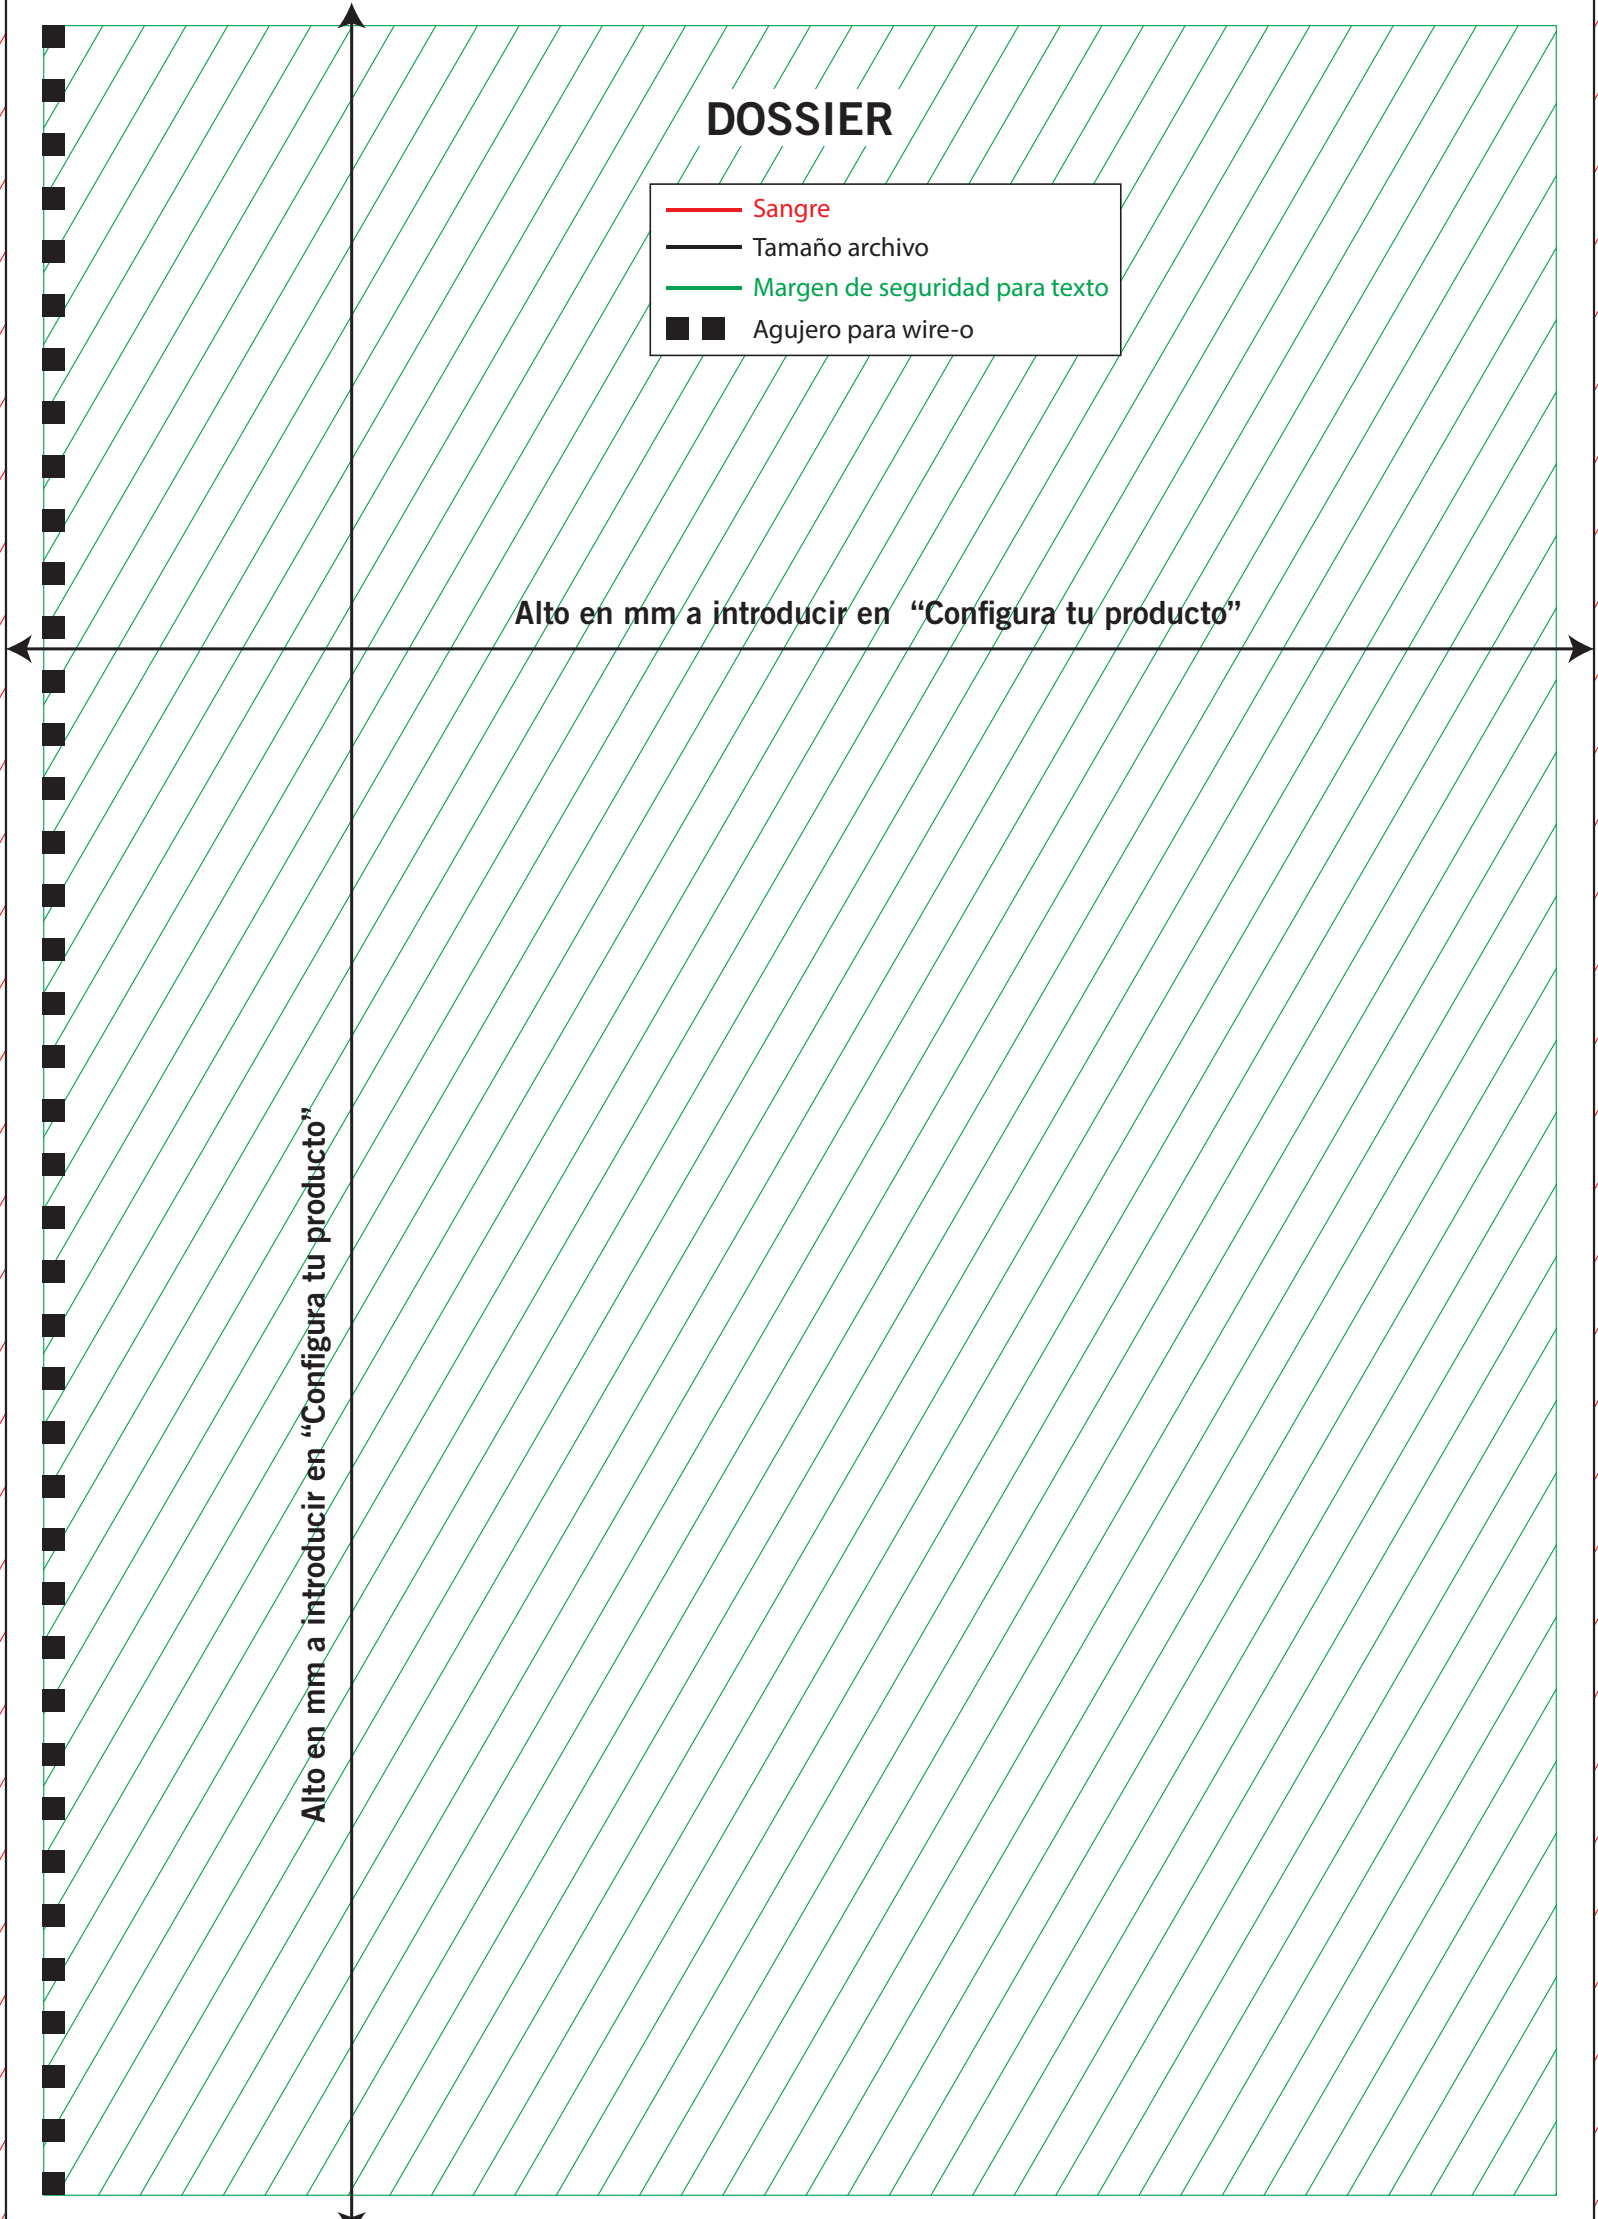 DOSSIER
Sangre
Tamaño archivo
Margen de seguridad para texto
Agujero para wire-o
Alto en mm a introducir en “Configura tu producto”
Alto en mm a introducir en “Configura tu producto”